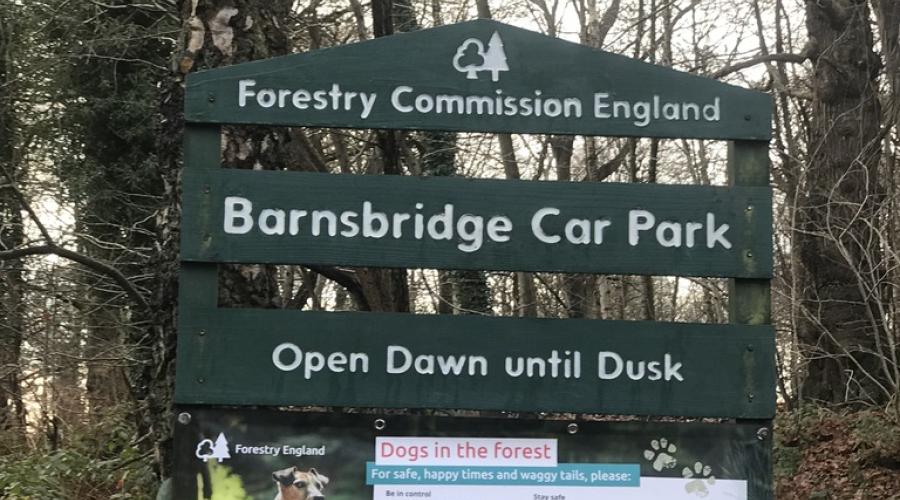 Forestry Commission England
Barnsbridge Car Park
Open Dawn until Dusk
Forestry England
Dogs in the forest
For safe, happy times and waggy tails, please:
Be in control
Stay safe